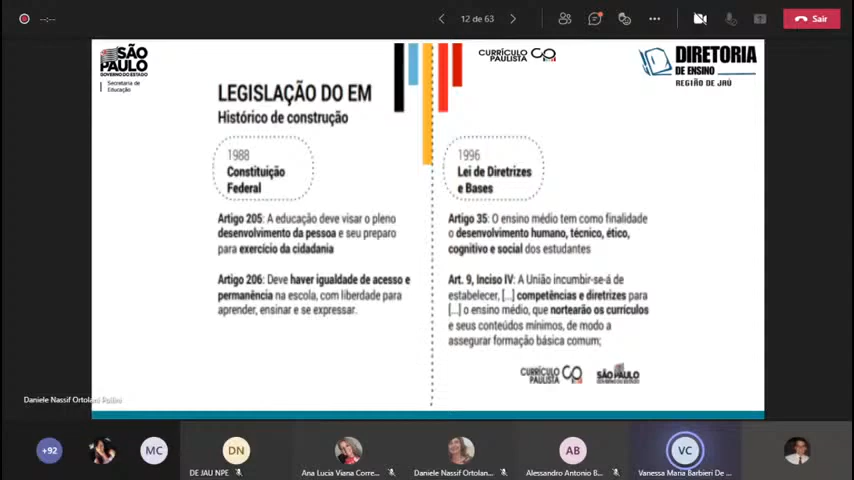 --:--
12 de 63
Sair
SÃO PAULO
GOVERNO DO ESTADO
Secretaria de
Educação
CURRÍCULO
PAULISTA
DIRETORIA
DE ENSINO
REGIÃO DE JAÚ
LEGISLAÇÃO DO EM
Histórico de construção
1988
Constituição
Federal
Artigo 205: A educação deve visar o pleno
desenvolvimento da pessoa e seu preparo
para exercício da cidadania
Artigo 206: Deve haver igualdade de acesso e
permanência na escola, com liberdade para
aprender, ensinar e se expressar.
1996
Lei de Diretrizes
e Bases
Artigo 35: O ensino médio tem como finalidade
o desenvolvimento humano, técnico, ético,
cognitivo e social dos estudantes
Art. 9, Inciso IV: A União incumbir-se-á de
estabelecer, [...] competências e diretrizes para
[...] o ensino médio, que nortearão os currículos
e seus conteúdos mínimos, de modo a
assegurar formação básica comum;
CURRÍCULO
PAULISTA
SÃO PAULO
GOVERNO DO ESTADO
Daniele Nassif Ortolani
+92
MC
DN
AB
VC
DE JAU NPE
Ana Lucia Viana Corre...
Daniele Nassif Ortolan...
Alessandro Antonio B...
Vanessa Maria Barbieri De ...